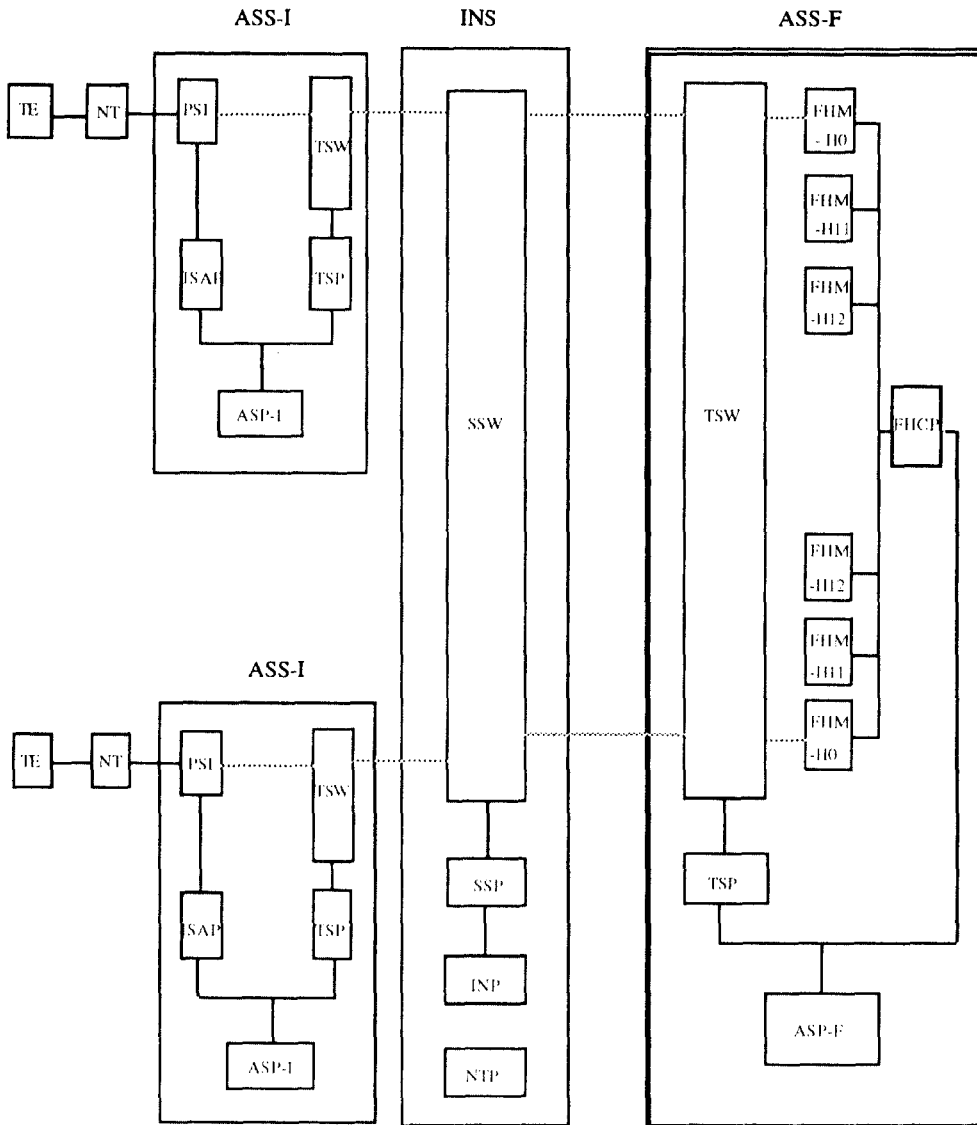 ASS-I
INS
ASS-F
TE
NT
PSI
TSW
ISAP
TSP
ASP-I
SSW
TSW
FHM
- H0
FHM
-H11
FHM
-H12
FHCP
FHM
-H12
FHM
-H11
FHM
-H0
ASS-I
TE
NT
PSI
TSW
ISAP
TSP
ASP-I
SSP
INP
NTP
TSP
ASP-F